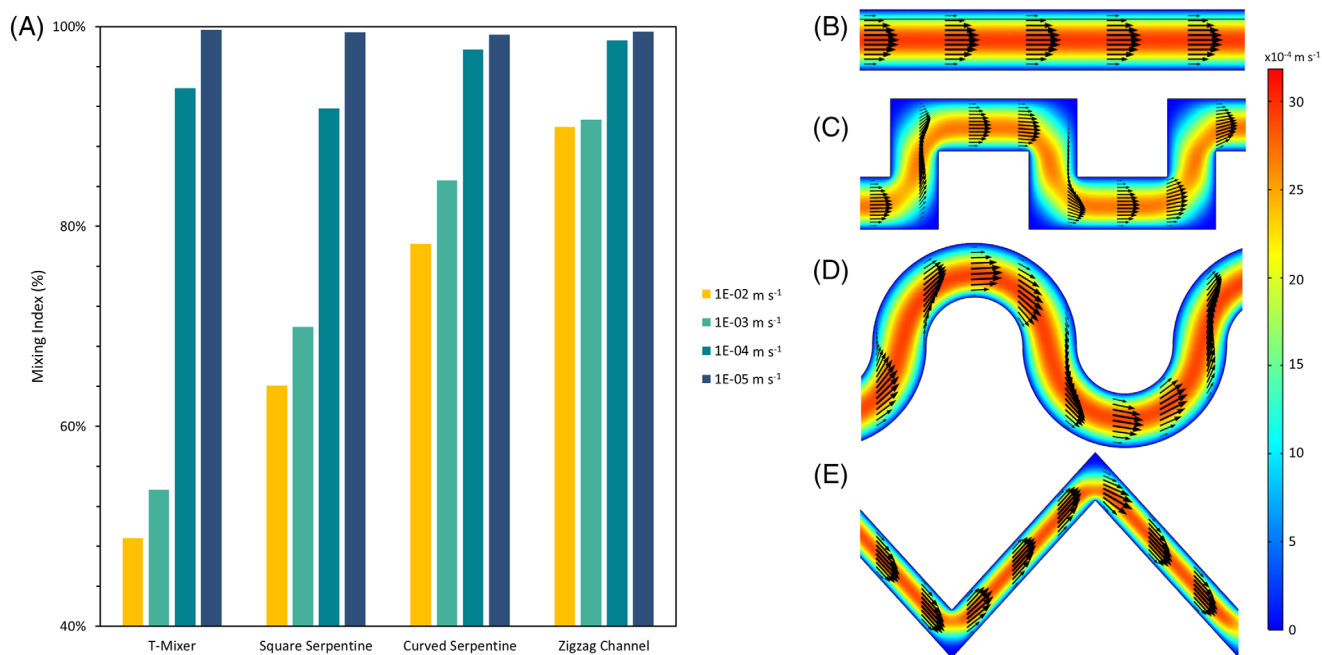 (A)
100%
80%
60%
40%
Mixing Index (%)
T-Mixer
Square Serpentine
Curved Serpentine
Zigzag Channel
1E-02 m s⁻¹
1E-03 m s⁻¹
1E-04 m s⁻¹
1E-05 m s⁻¹
(B)
(C)
(D)
(E)
x10⁻⁴ m s⁻¹
30
25
20
15
10
5
0